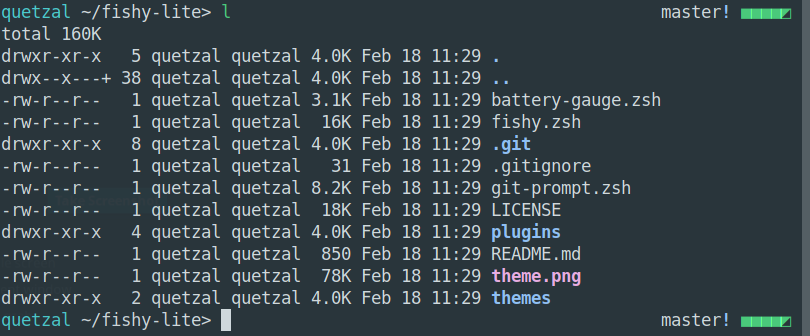 quetzal ~/fishy-lite> l master!
total 160K
drwxr-xr-x   5 quetzal quetzal 4.0K Feb 18 11:29 .
drwx--x---+ 38 quetzal quetzal 4.0K Feb 18 11:29 ..
-rw-r--r--   1 quetzal quetzal 3.1K Feb 18 11:29 battery-gauge.zsh
-rw-r--r--   1 quetzal quetzal  16K Feb 18 11:29 fishy.zsh
drwxr-xr-x   8 quetzal quetzal 4.0K Feb 18 11:29 .git
-rw-r--r--   1 quetzal quetzal   31 Feb 18 11:29 .gitignore
-rw-r--r--   1 quetzal quetzal 8.2K Feb 18 11:29 git-prompt.zsh
-rw-r--r--   1 quetzal quetzal  18K Feb 18 11:29 LICENSE
drwxr-xr-x   4 quetzal quetzal 4.0K Feb 18 11:29 plugins
-rw-r--r--   1 quetzal quetzal  850 Feb 18 11:29 README.md
-rw-r--r--   1 quetzal quetzal  78K Feb 18 11:29 theme.png
drwxr-xr-x   2 quetzal quetzal 4.0K Feb 18 11:29 themes
quetzal ~/fishy-lite> master!